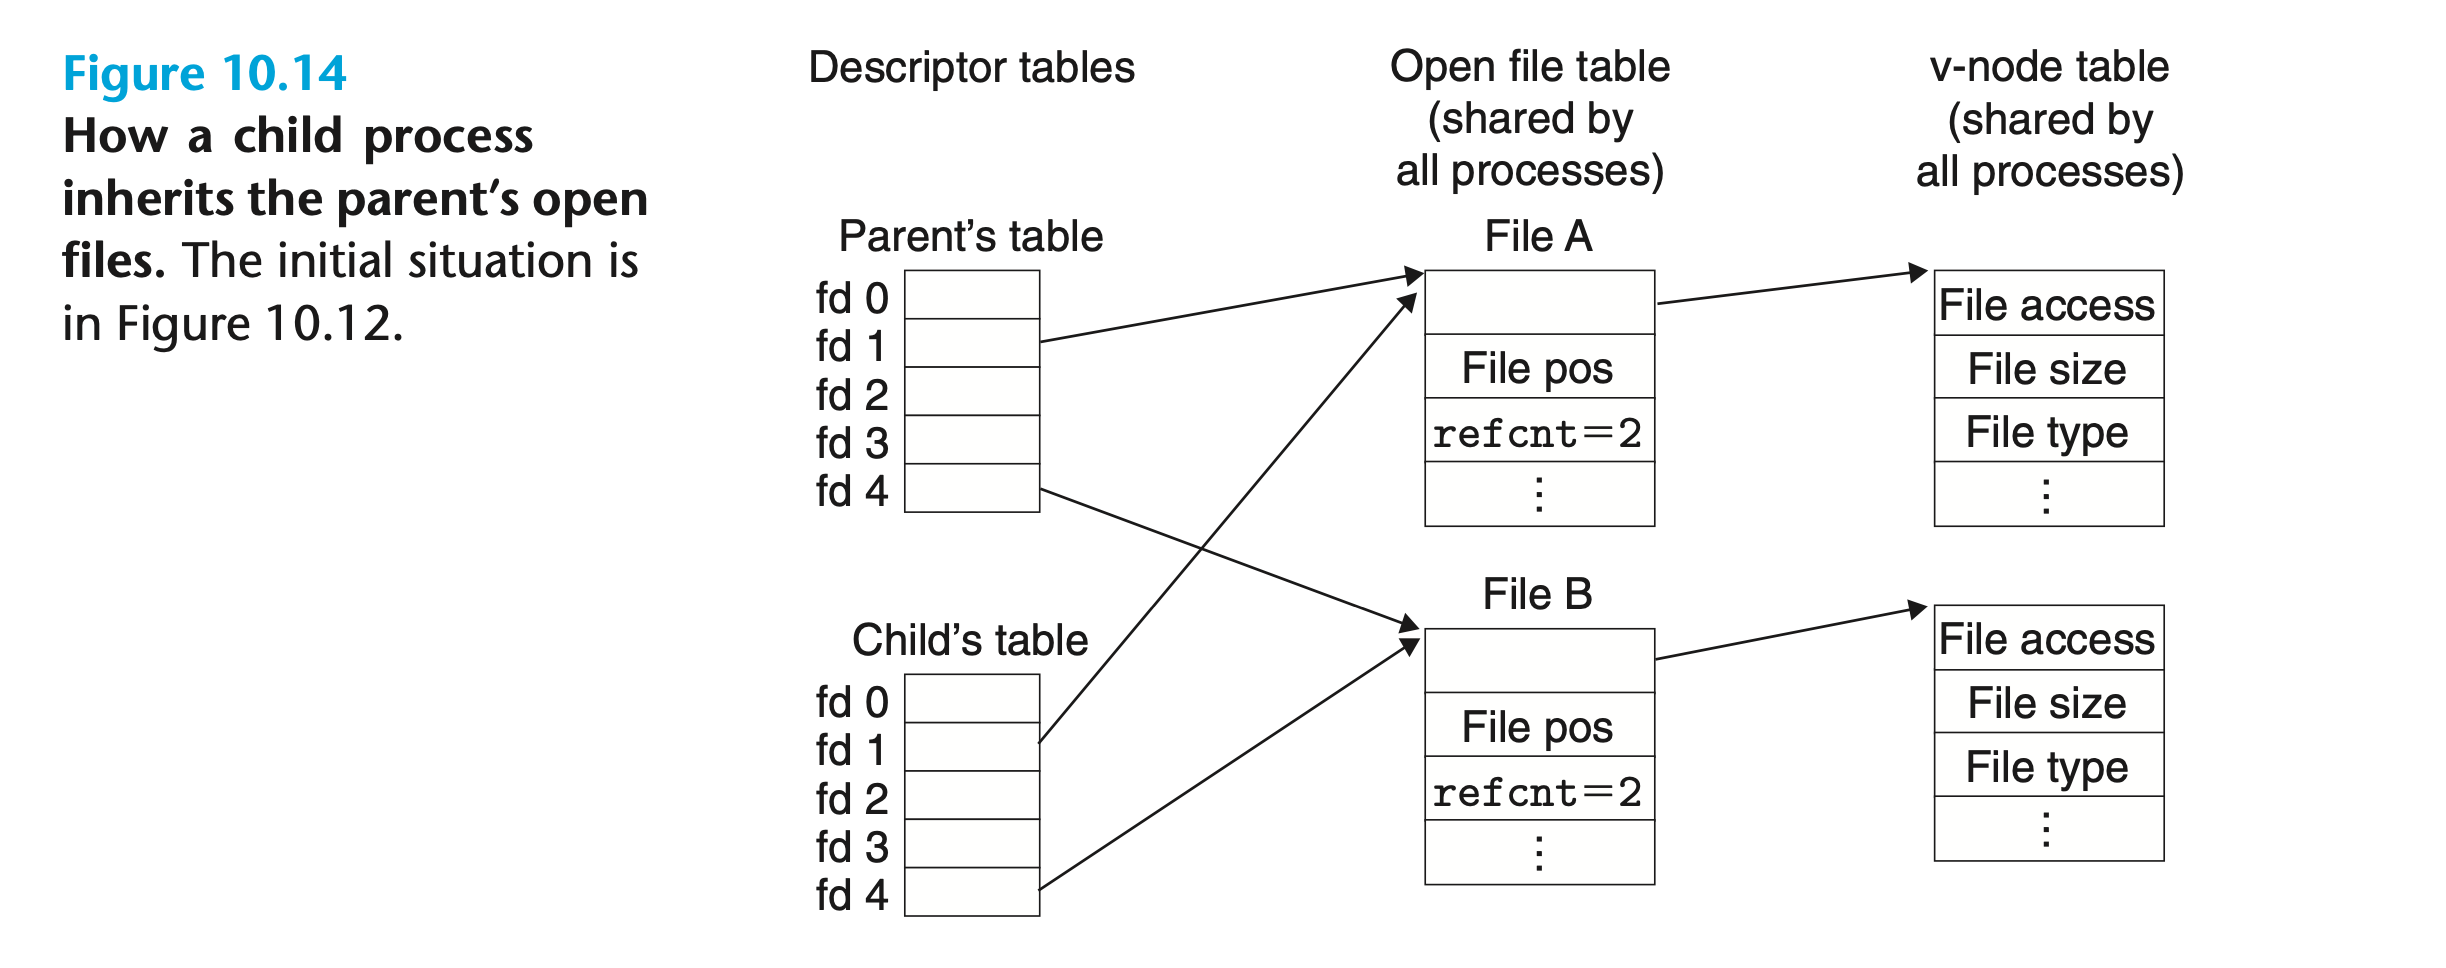 Figure 10.14
How a child process
inherits the parent’s open
files. The initial situation is
in Figure 10.12.
Descriptor tables
Open file table
(shared by
all processes)
v-node table
(shared by
all processes)
Parent’s table
fd 0
fd 1
fd 2
fd 3
fd 4
Child’s table
fd 0
fd 1
fd 2
fd 3
fd 4
File A
File pos
refcnt=2
⋮
File B
File pos
refcnt=2
⋮
File access
File size
File type
⋮
File access
File size
File type
⋮